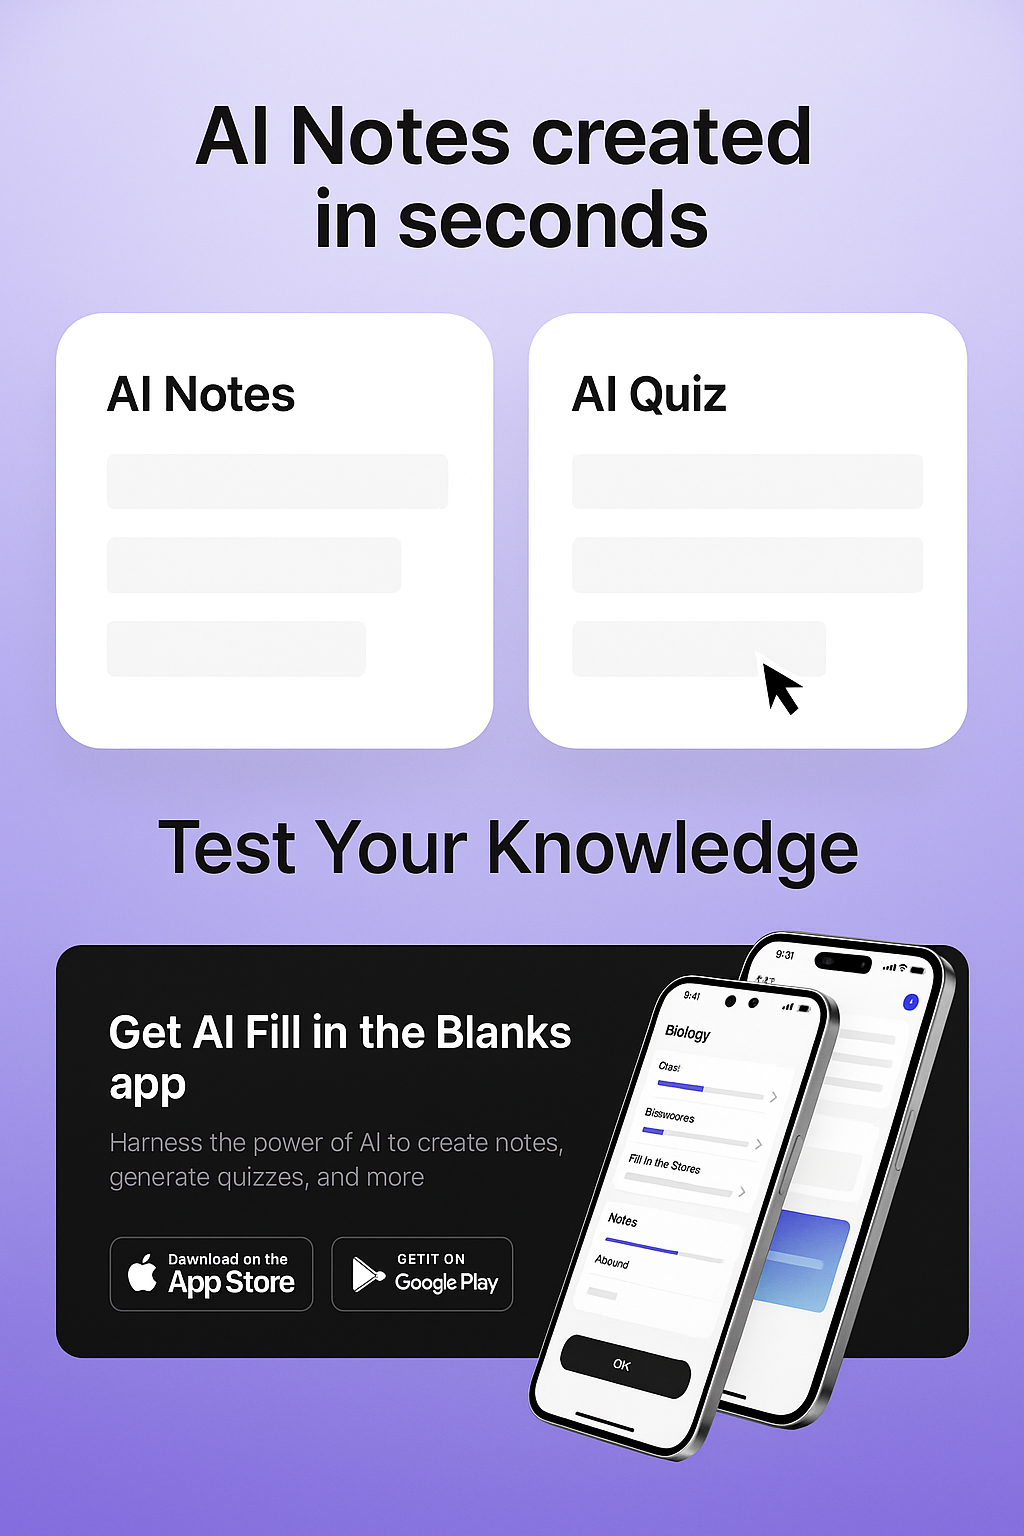 AI Notes created
in seconds
AI Notes
AI Quiz
Test Your Knowledge
Get AI Fill in the Blanks
app
Harness the power of AI to create notes,
generate quizzes, and more
Dawnload on the
App Store
GETIT ON
Google Play
9:41
Biology
Ctas!
Bisswoores
Fill In the Stores
Notes
Abound
OK
9:31